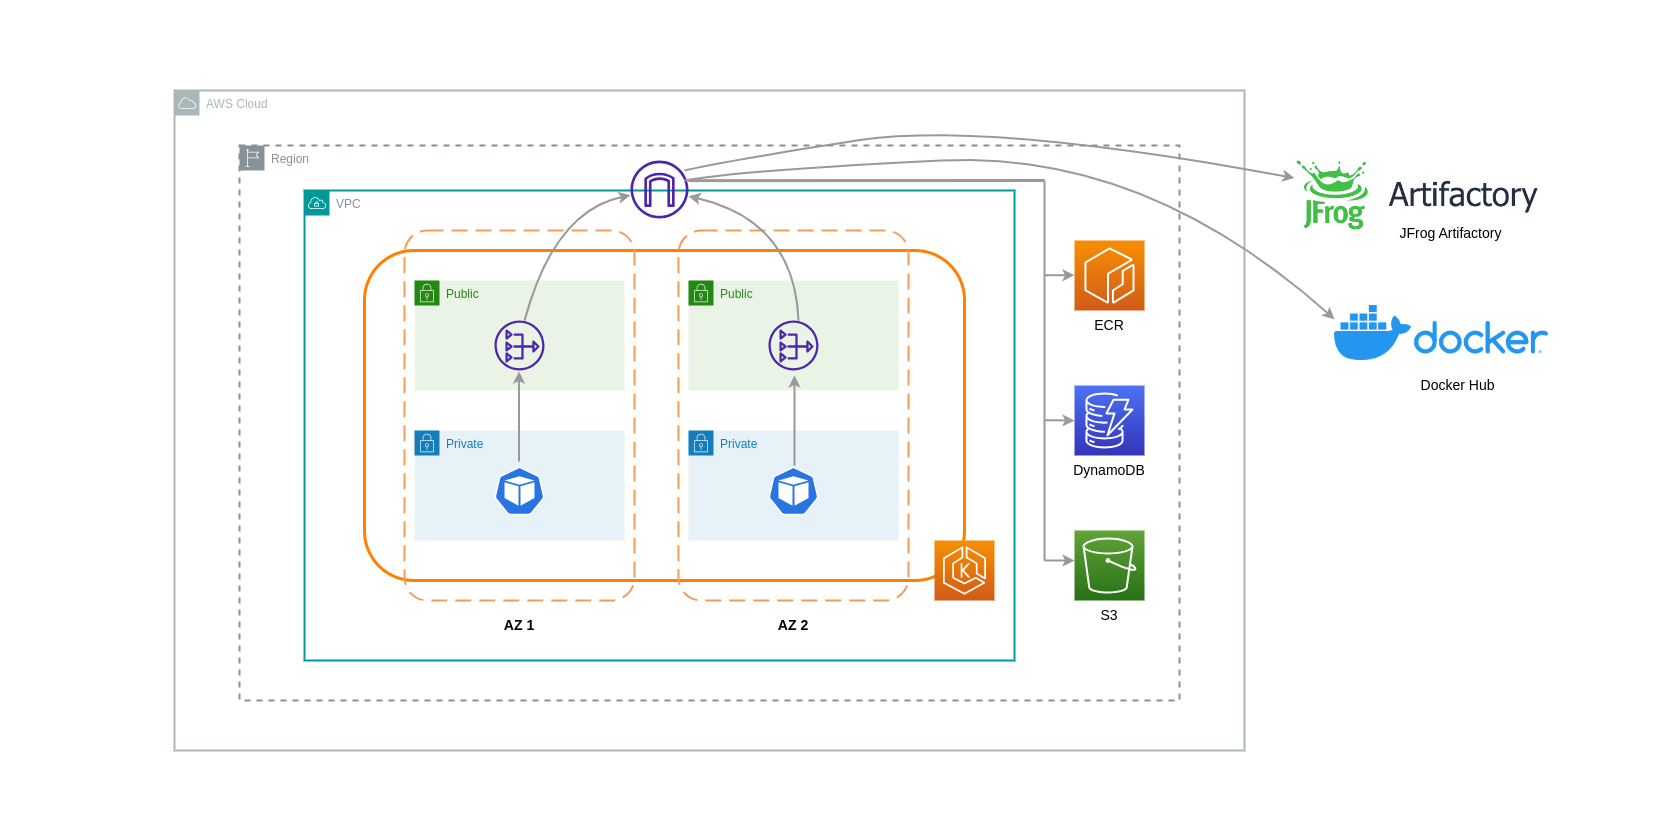 AWS Cloud
Region
VPC
Public
Public
Private
Private
AZ 1
AZ 2
K
ECR
DynamoDB
S3
JFrog
Artifactory
JFrog Artifactory
docker
Docker Hub